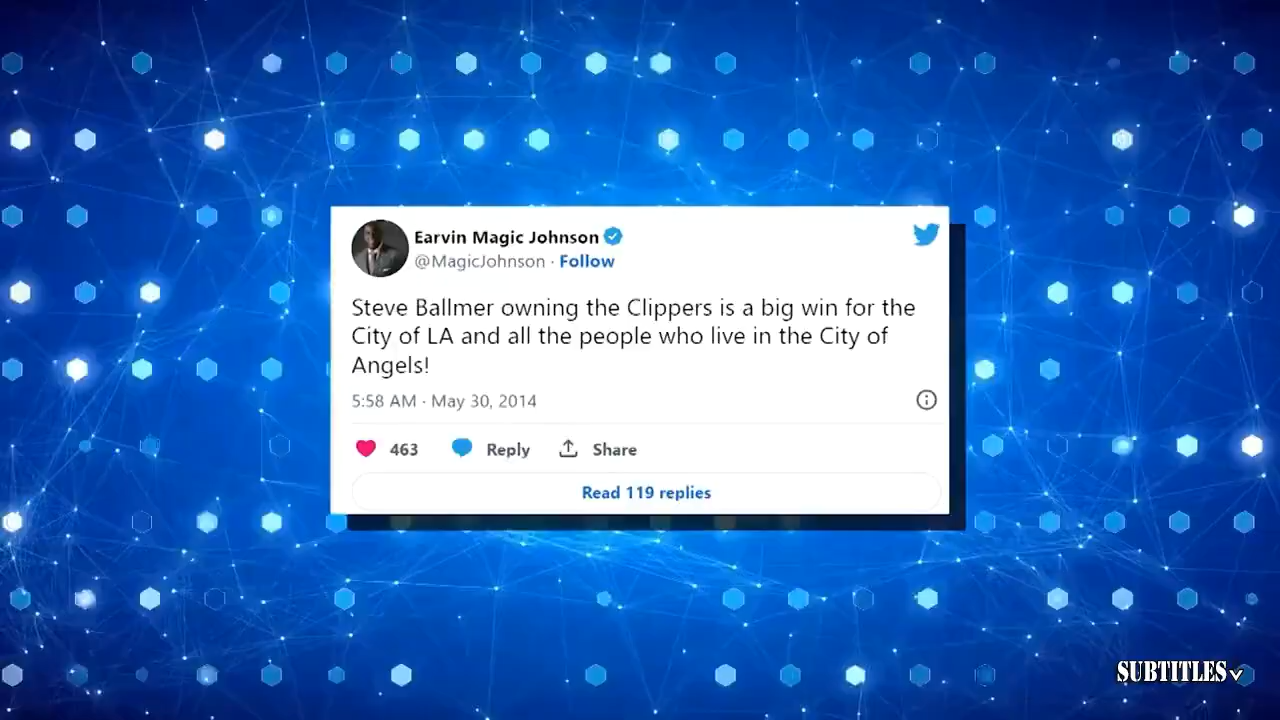 Earvin Magic Johnson
@MagicJohnson · Follow
Steve Ballmer owning the Clippers is a big win for the
City of LA and all the people who live in the City of
Angels!
5:58 AM · May 30, 2014
463 Reply Share
Read 119 replies
SUBTITLES